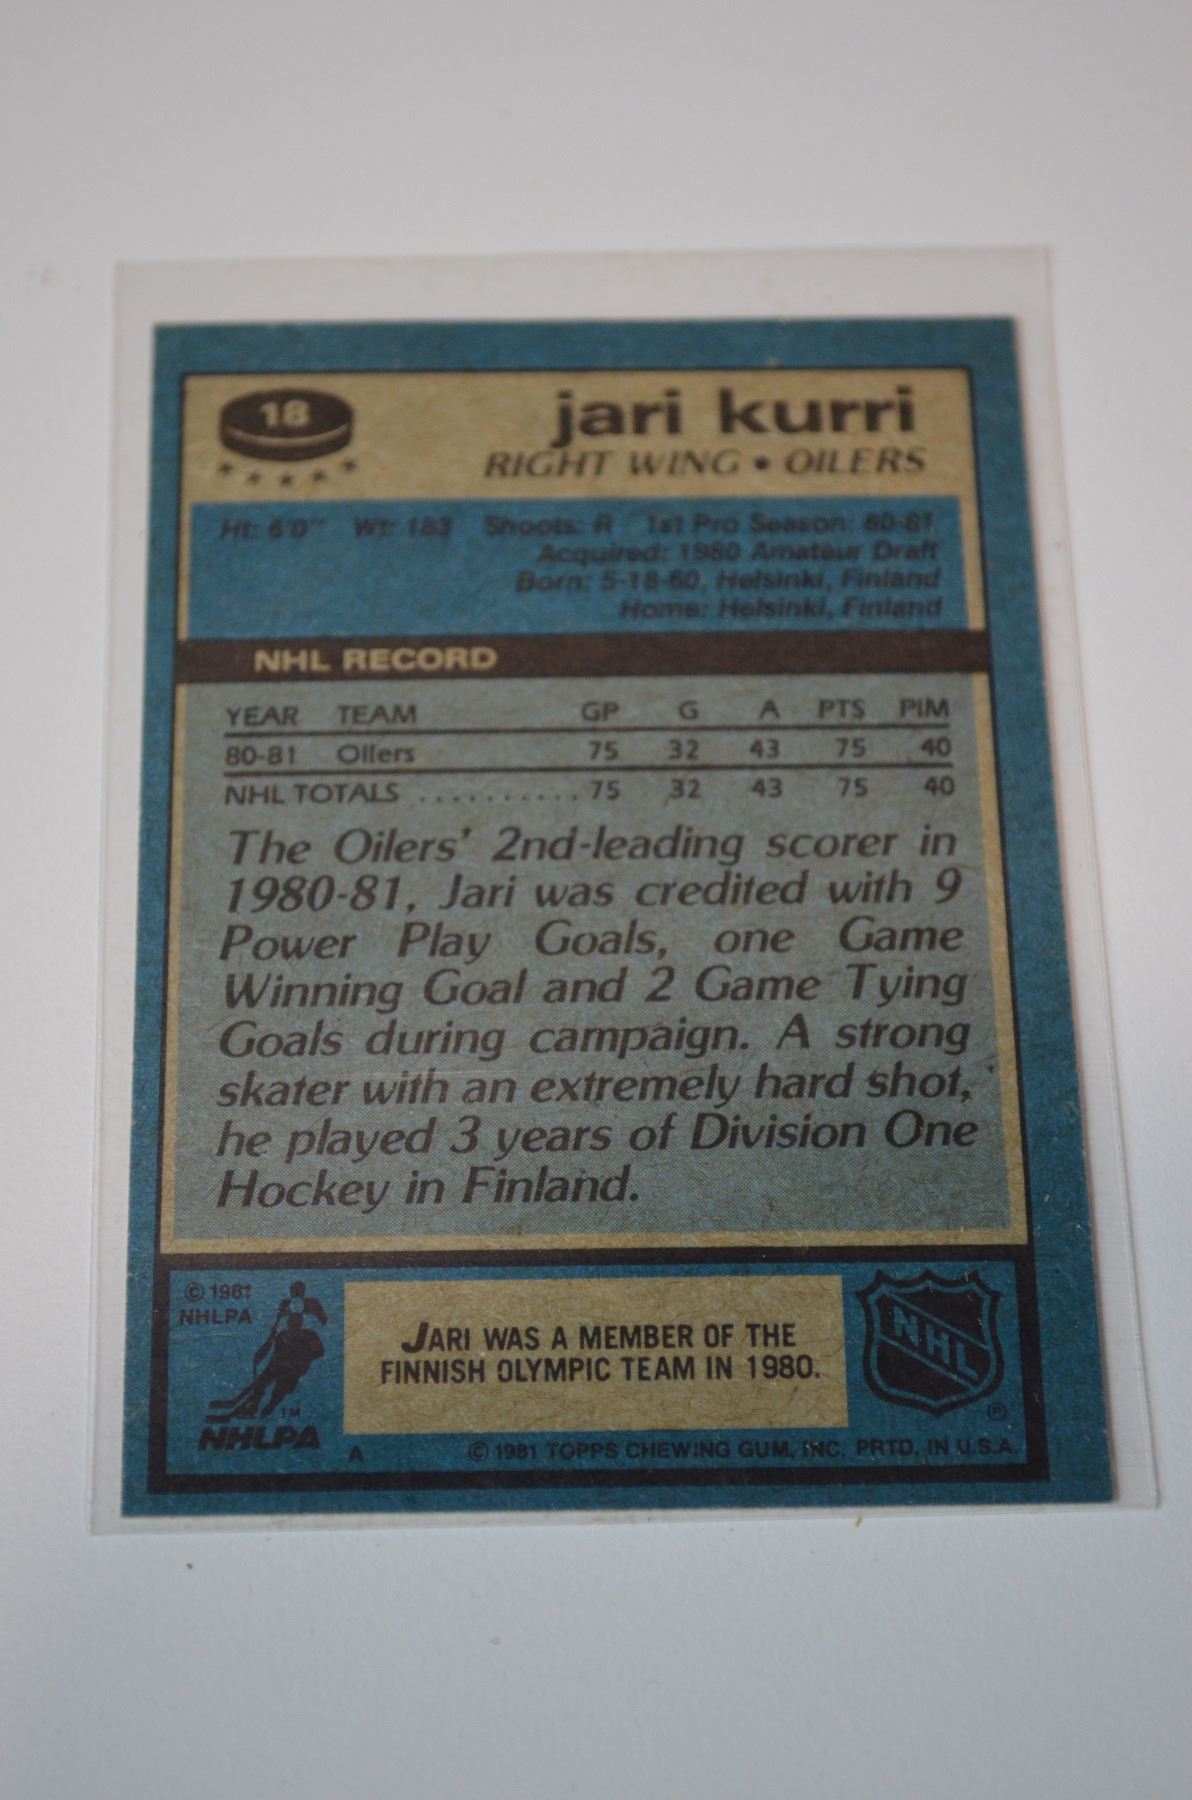 18
jari kurri
RIGHT WING • OILERS
Ht: 6'0" Wt: 183 Shoots: R 1st Pro Season: 80-81,
Acquired: 1980 Amateur Draft
Born: 5-18-60, Helsinki, Finland
Home: Helsinki, Finland
NHL RECORD
YEAR TEAM GP G A PTS PIM
80-81 Oilers 75 32 43 75 40
NHL TOTALS .......... 75 32 43 75 40
The Oilers' 2nd-leading scorer in
1980-81, Jari was credited with 9
Power Play Goals, one Game
Winning Goal and 2 Game Tying
Goals during campaign. A strong
skater with an extremely hard shot,
he played 3 years of Division One
Hockey in Finland.
© 1981
NHLPA
TM
NHLPA
JARI WAS A MEMBER OF THE
FINNISH OLYMPIC TEAM IN 1980.
NHL
®
A © 1981 TOPPS CHEWING GUM, INC. PRTD. IN U.S.A.